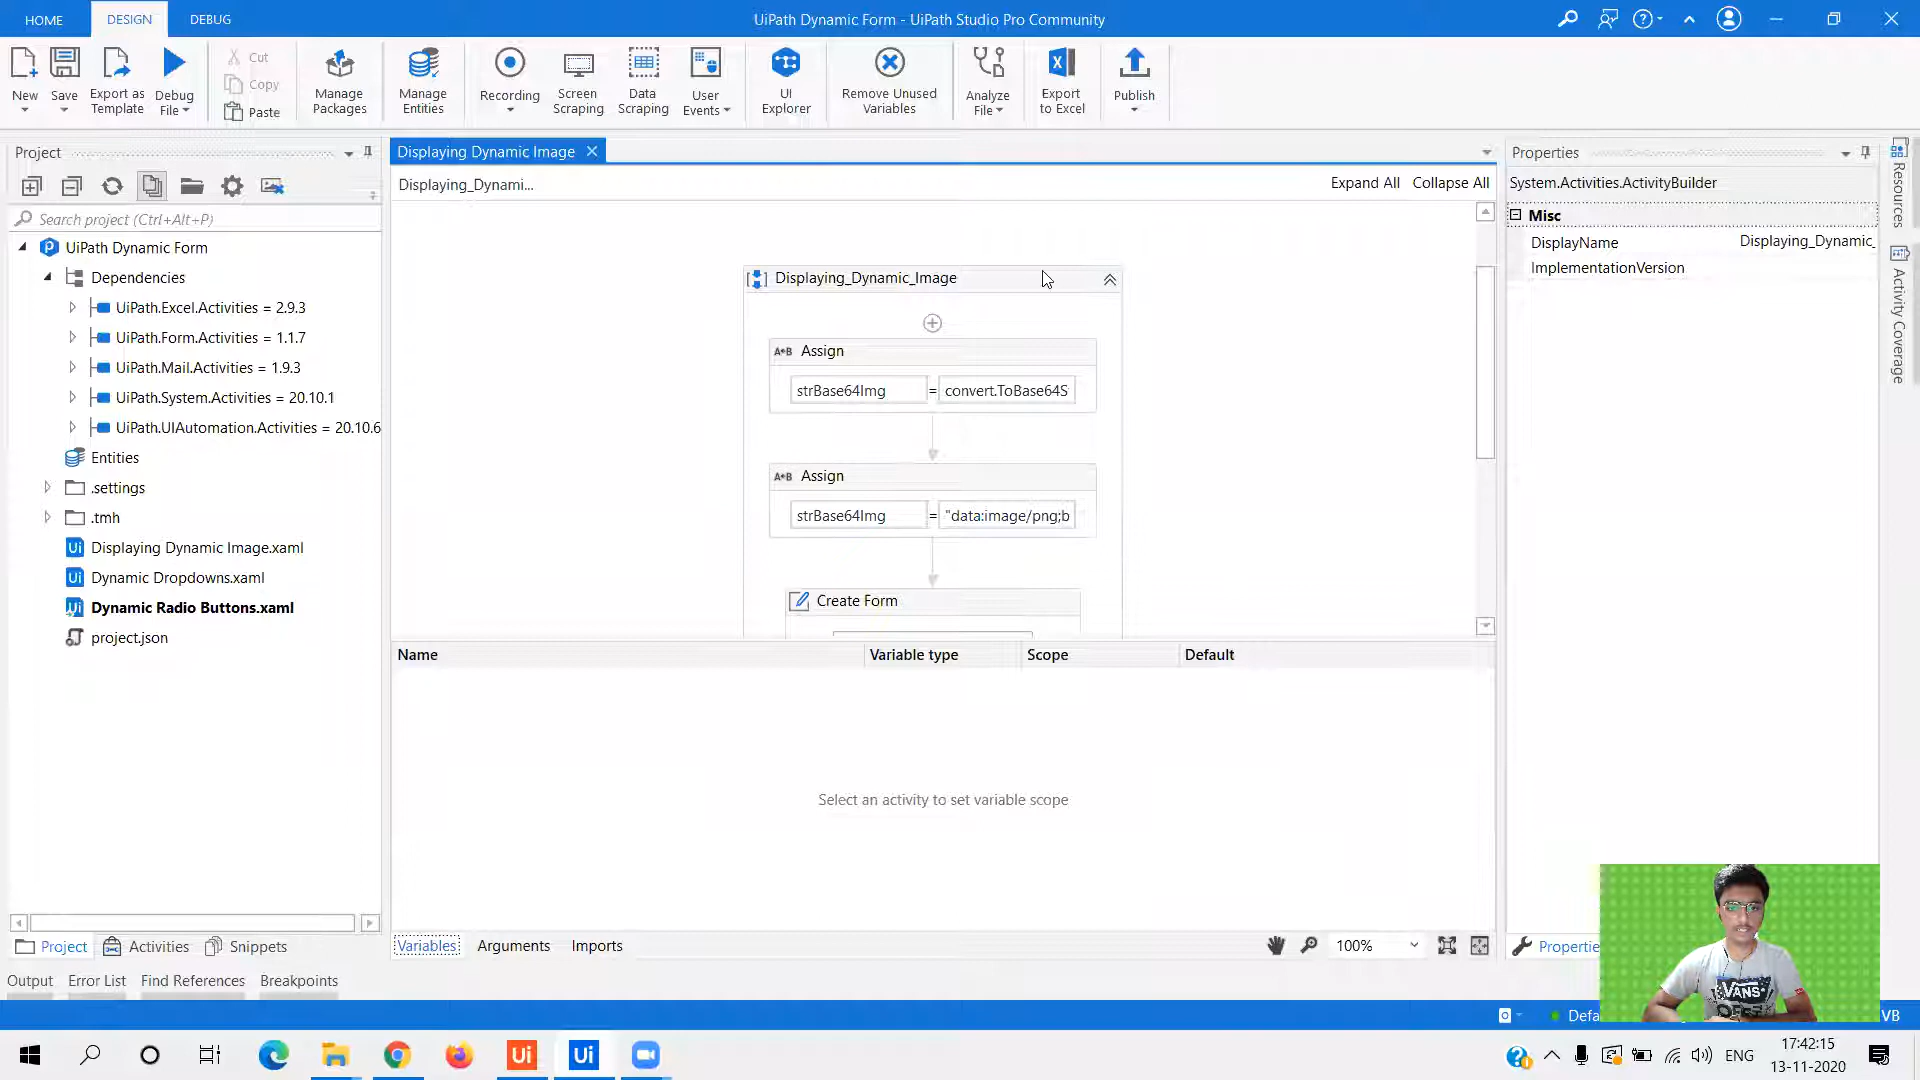 HOME
DESIGN
DEBUG
UiPath Dynamic Form - UiPath Studio Pro Community
New
Save
Export as Template
Debug File
Cut
Copy
Paste
Manage Packages
Manage Entities
Recording
Screen Scraping
Data Scraping
User Events
UI Explorer
Remove Unused Variables
Analyze File
Export to Excel
Publish
Project
Search project (Ctrl+Alt+P)
UiPath Dynamic Form
Dependencies
UiPath.Excel.Activities = 2.9.3
UiPath.Form.Activities = 1.1.7
UiPath.Mail.Activities = 1.9.3
UiPath.System.Activities = 20.10.1
UiPath.UIAutomation.Activities = 20.10.6
Entities
.settings
.tmh
Displaying Dynamic Image.xaml
Dynamic Dropdowns.xaml
Dynamic Radio Buttons.xaml
project.json
Project
Activities
Snippets
Displaying Dynamic Image
Displaying_Dynami...
Expand All
Collapse All
Displaying_Dynamic_Image
A+B Assign
strBase64Img = convert.ToBase64S
A+B Assign
strBase64Img = "data:image/png;b
Create Form
Name
Variable type
Scope
Default
Select an activity to set variable scope
Variables
Arguments
Imports
100%
Properties
System.Activities.ActivityBuilder
Misc
DisplayName
Displaying_Dynamic_
ImplementationVersion
Propertie
Resources
Activity Coverage
VANS
Output
Error List
Find References
Breakpoints
Defa
VB
Ui
Ui
ENG
17:42:15
13-11-2020